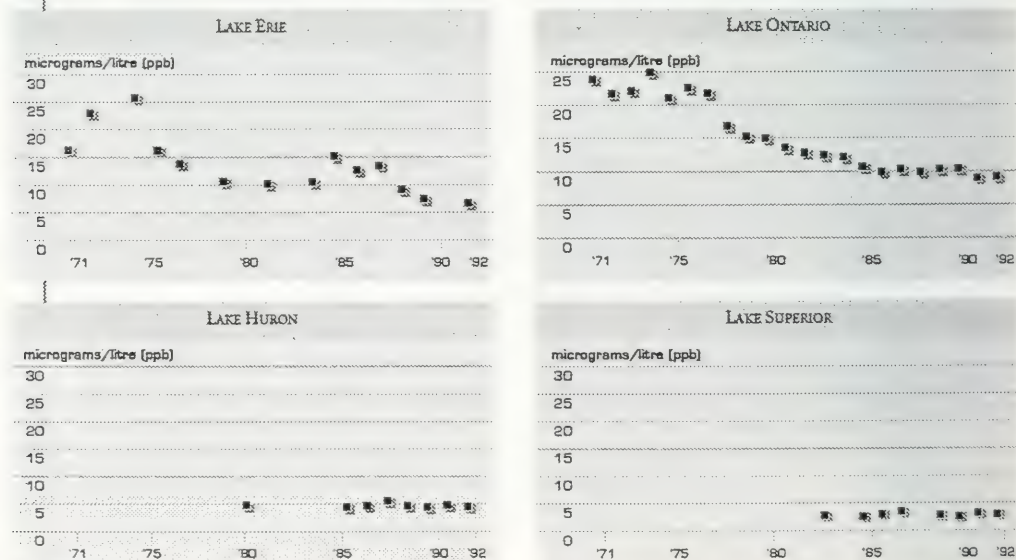 LAKE ERIE
micrograms/litre (ppb)
30
25
20
15
10
5
0
'71 '75 '80 '85 '90 '92
LAKE ONTARIO
micrograms/litre (ppb)
25
20
15
10
5
0
'71 '75 '80 '85 '90 '92
LAKE HURON
micrograms/litre (ppb)
30
25
20
15
10
5
0
'71 '75 '80 '85 '90 '92
LAKE SUPERIOR
micrograms/litre (ppb)
30
25
20
15
10
5
0
'71 '75 '80 '85 '90 '92